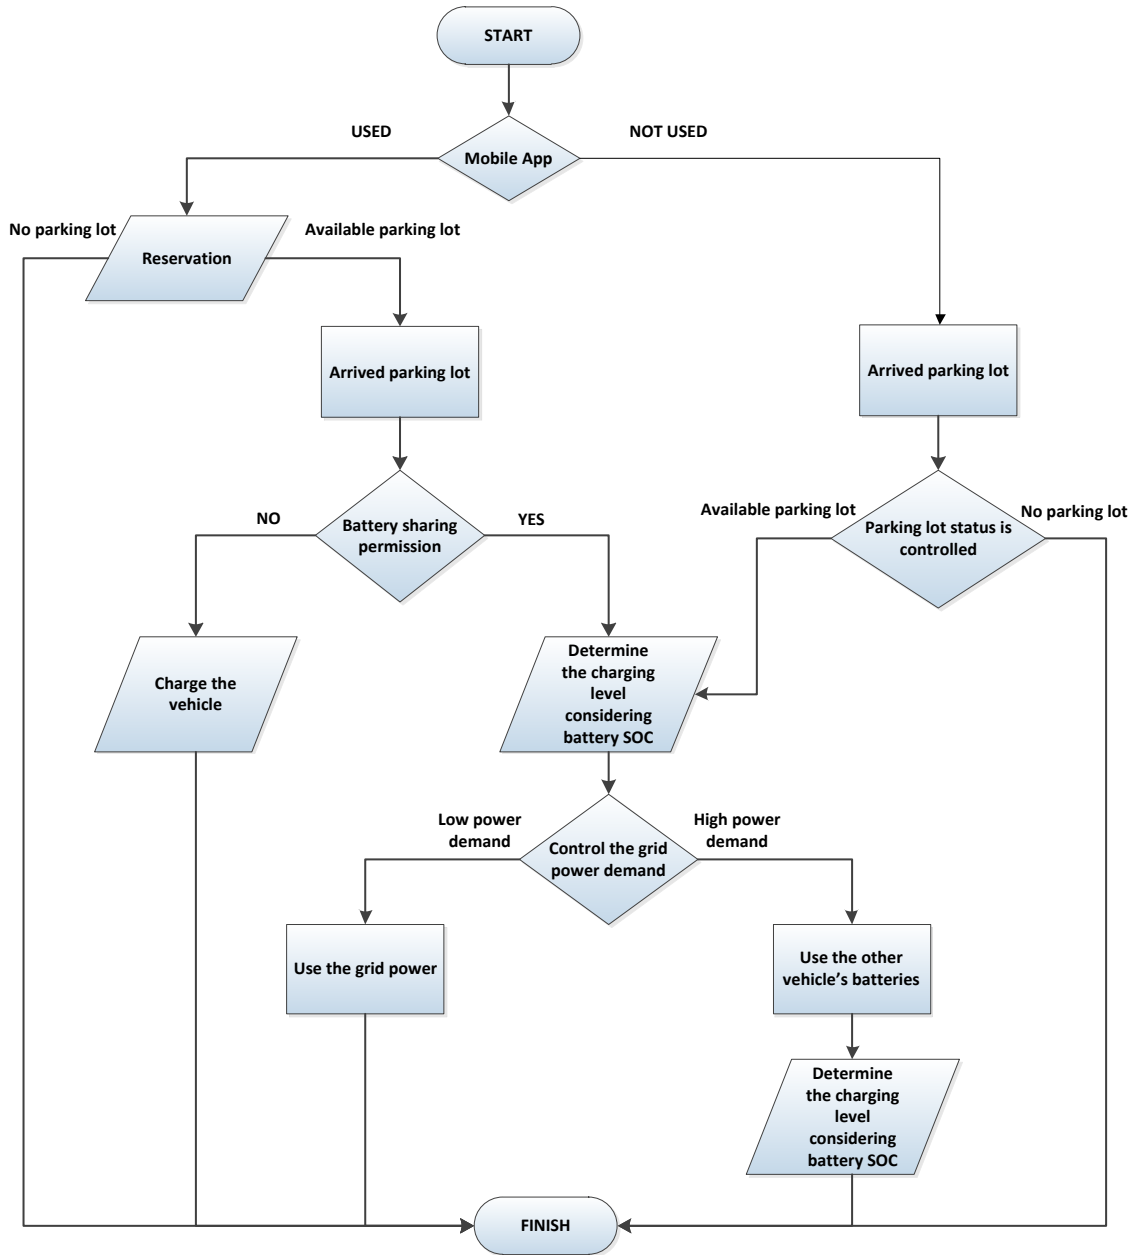 START
USED
NOT USED
Mobile App
No parking lot
Available parking lot
Reservation
Arrived parking lot
Arrived parking lot
Available parking lot
No parking lot
NO
Battery sharing
permission
YES
Parking lot status is
controlled
Charge the
vehicle
Determine
the charging
level
considering
battery SOC
Low power
demand
High power
demand
Control the grid
power demand
Use the grid power
Use the other
vehicle’s batteries
Determine
the charging
level
considering
battery SOC
FINISH